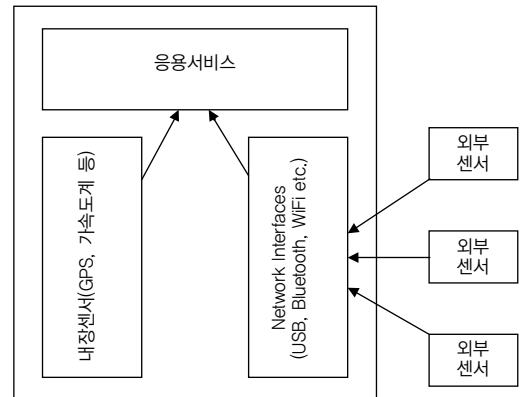 응용서비스
내장센서(GPS, 가속도계 등)
Network Interfaces
(USB, Bluetooth, WiFi etc.)
외부
센서
외부
센서
외부
센서